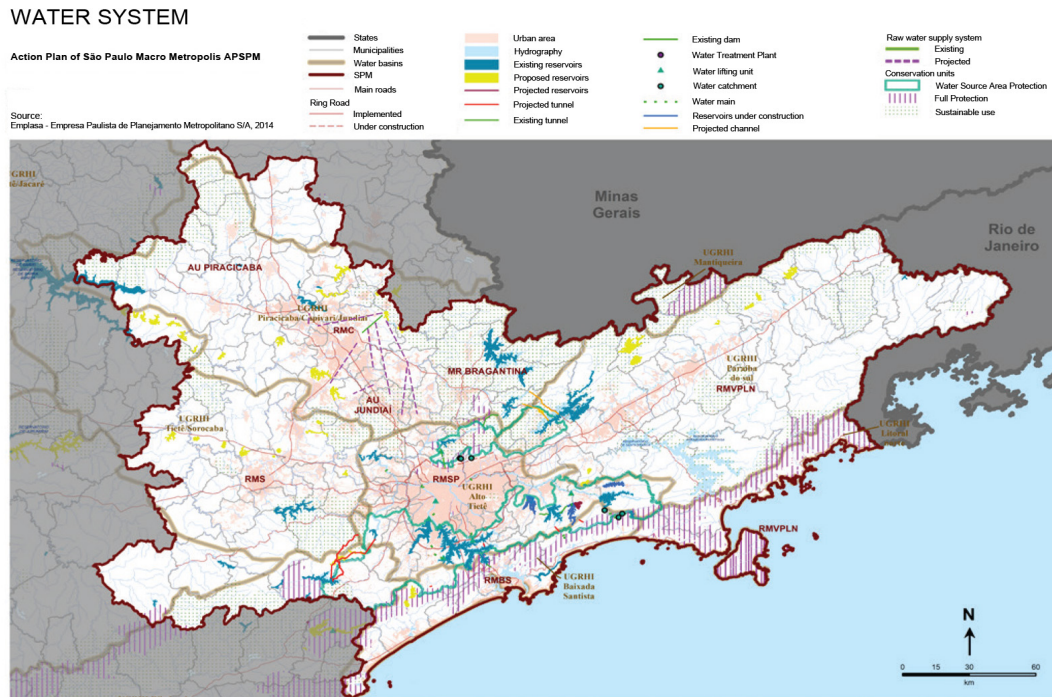 WATER SYSTEM
Action Plan of São Paulo Macro Metropolis APSPM
Source:
Emplasa - Empresa Paulista de Planejamento Metropolitano S/A, 2014
States
Municipalities
Water basins
SPM
Main roads
Ring Road
Implemented
Under construction
Urban area
Hydrography
Existing reservoirs
Proposed reservoirs
Projected reservoirs
Projected tunnel
Existing tunnel
Existing dam
Water Treatment Plant
Water lifting unit
Water catchment
Water main
Reservoirs under construction
Projected channel
Raw water supply system
Existing
Projected
Conservation units
Water Source Area Protection
Full Protection
Sustainable use
UGRHI
Minas
Gerais
Rio de
Janeiro
UGRHI
Mantiqueira
AU PIRACICABA
UGRHI
Piracicaba/Capivari/Jundiaí
RMC
MR BRAGANTINA
UGRHI
Paraíba
do sul
RMVPLN
AU
JUNDIAÍ
UGRHI
Tietê/Sorocaba
UGRHI
Litoral
RMS
RMSP
UGRHI
Alto
Tietê
RMVPLN
RMBS
UGRHI
Baixada
Santista
N
0 15 30 60
km